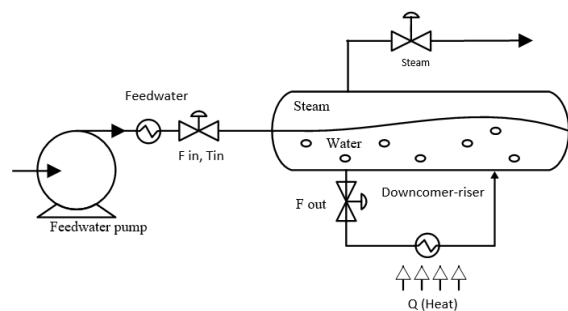 Steam
Feedwater
Steam
Water
F in, Tin
Downcomer-riser
F out
Feedwater pump
Q (Heat)